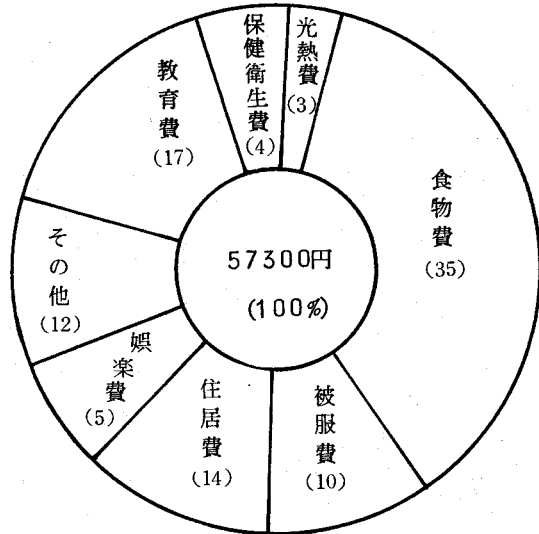 57300円
(100%)
光熱費
(3)
食物費
(35)
被服費
(10)
住居費
(14)
娯楽費
(5)
その他
(12)
教育費
(17)
保健衛生費
(4)